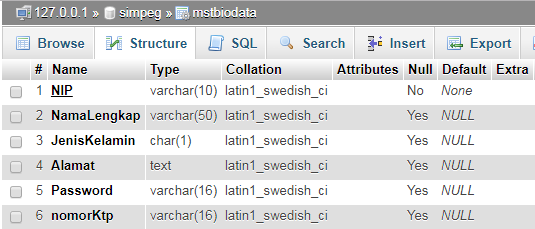 127.0.0.1 » simpeg » mstbiodata
Browse Structure SQL Search Insert Export
# Name Type Collation Attributes Null Default Extra
1 NIP varchar(10) latin1_swedish_ci No None
2 NamaLengkap varchar(50) latin1_swedish_ci Yes NULL
3 JenisKelamin char(1) latin1_swedish_ci Yes NULL
4 Alamat text latin1_swedish_ci Yes NULL
5 Password varchar(16) latin1_swedish_ci Yes NULL
6 nomorKtp varchar(16) latin1_swedish_ci Yes NULL